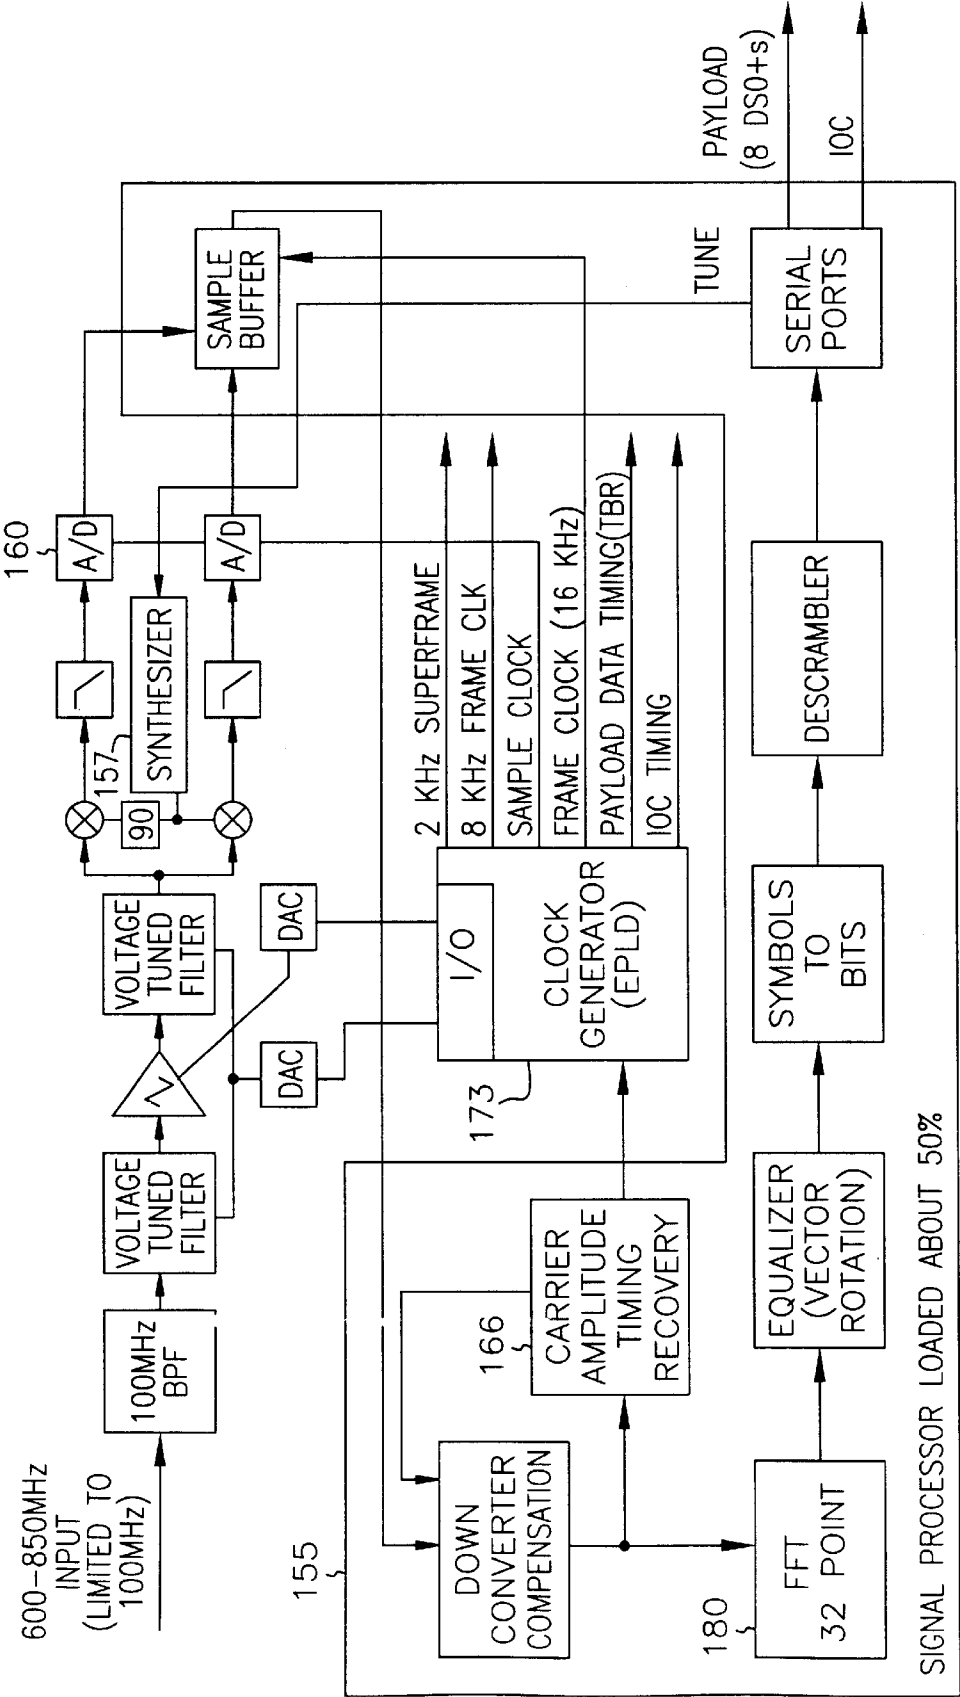 600-850MHz
INPUT
(LIMITED TO
100MHz)
100MHz
BPF
VOLTAGE
TUNED
FILTER
VOLTAGE
TUNED
FILTER
DAC
DAC
90
157
SYNTHESIZER
160
A/D
A/D
SAMPLE
BUFFER
TUNE
PAYLOAD
(8 DS0+s)
IOC
155
DOWN
CONVERTER
COMPENSATION
166
CARRIER
AMPLITUDE
TIMING
RECOVERY
173
I/O
CLOCK
GENERATOR
(EPLD)
2 KHz SUPERFRAME
8 KHz FRAME CLK
SAMPLE CLOCK
FRAME CLOCK (16 KHz)
PAYLOAD DATA TIMING(TBR)
IOC TIMING
180
FFT
32 POINT
EQUALIZER
(VECTOR
ROTATION)
SYMBOLS
TO
BITS
DESCRAMBLER
SERIAL
PORTS
SIGNAL PROCESSOR LOADED ABOUT 50%